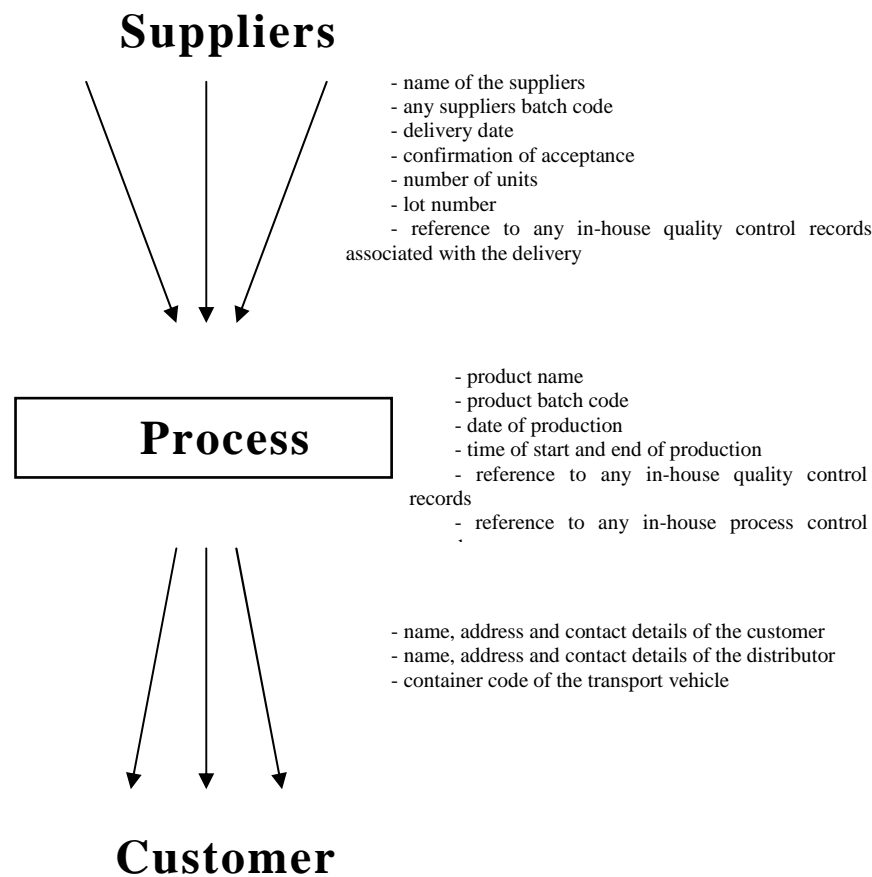 Suppliers
- name of the suppliers
- any suppliers batch code
- delivery date
- confirmation of acceptance
- number of units
- lot number
- reference to any in-house quality control records
associated with the delivery
- product name
- product batch code
- date of production
Process
- time of start and end of production
- reference to any in-house quality control
records
- reference to any in-house process control
- name, address and contact details of the customer
- name, address and contact details of the distributor
- container code of the transport vehicle
Customer